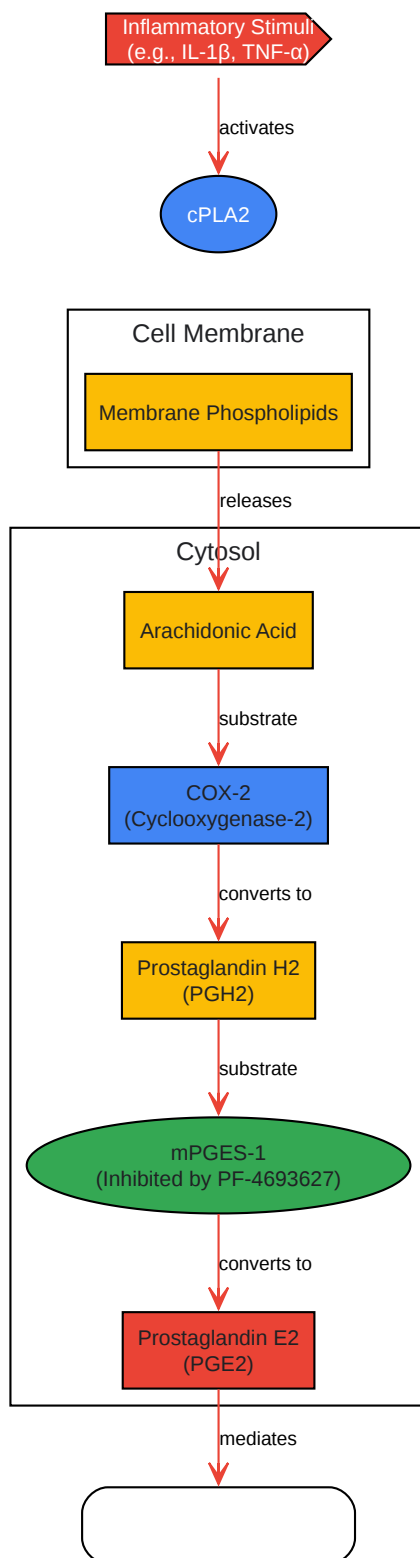 Inflammatory Stimuli
(e.g., IL-1β, TNF-α)
activates
cPLA2
Cell Membrane
Membrane Phospholipids
releases
Cytosol
Arachidonic Acid
substrate
COX-2
(Cyclooxygenase-2)
converts to
Prostaglandin H2
(PGH2)
substrate
mPGES-1
(Inhibited by PF-4693627)
converts to
Prostaglandin E2
(PGE2)
mediates